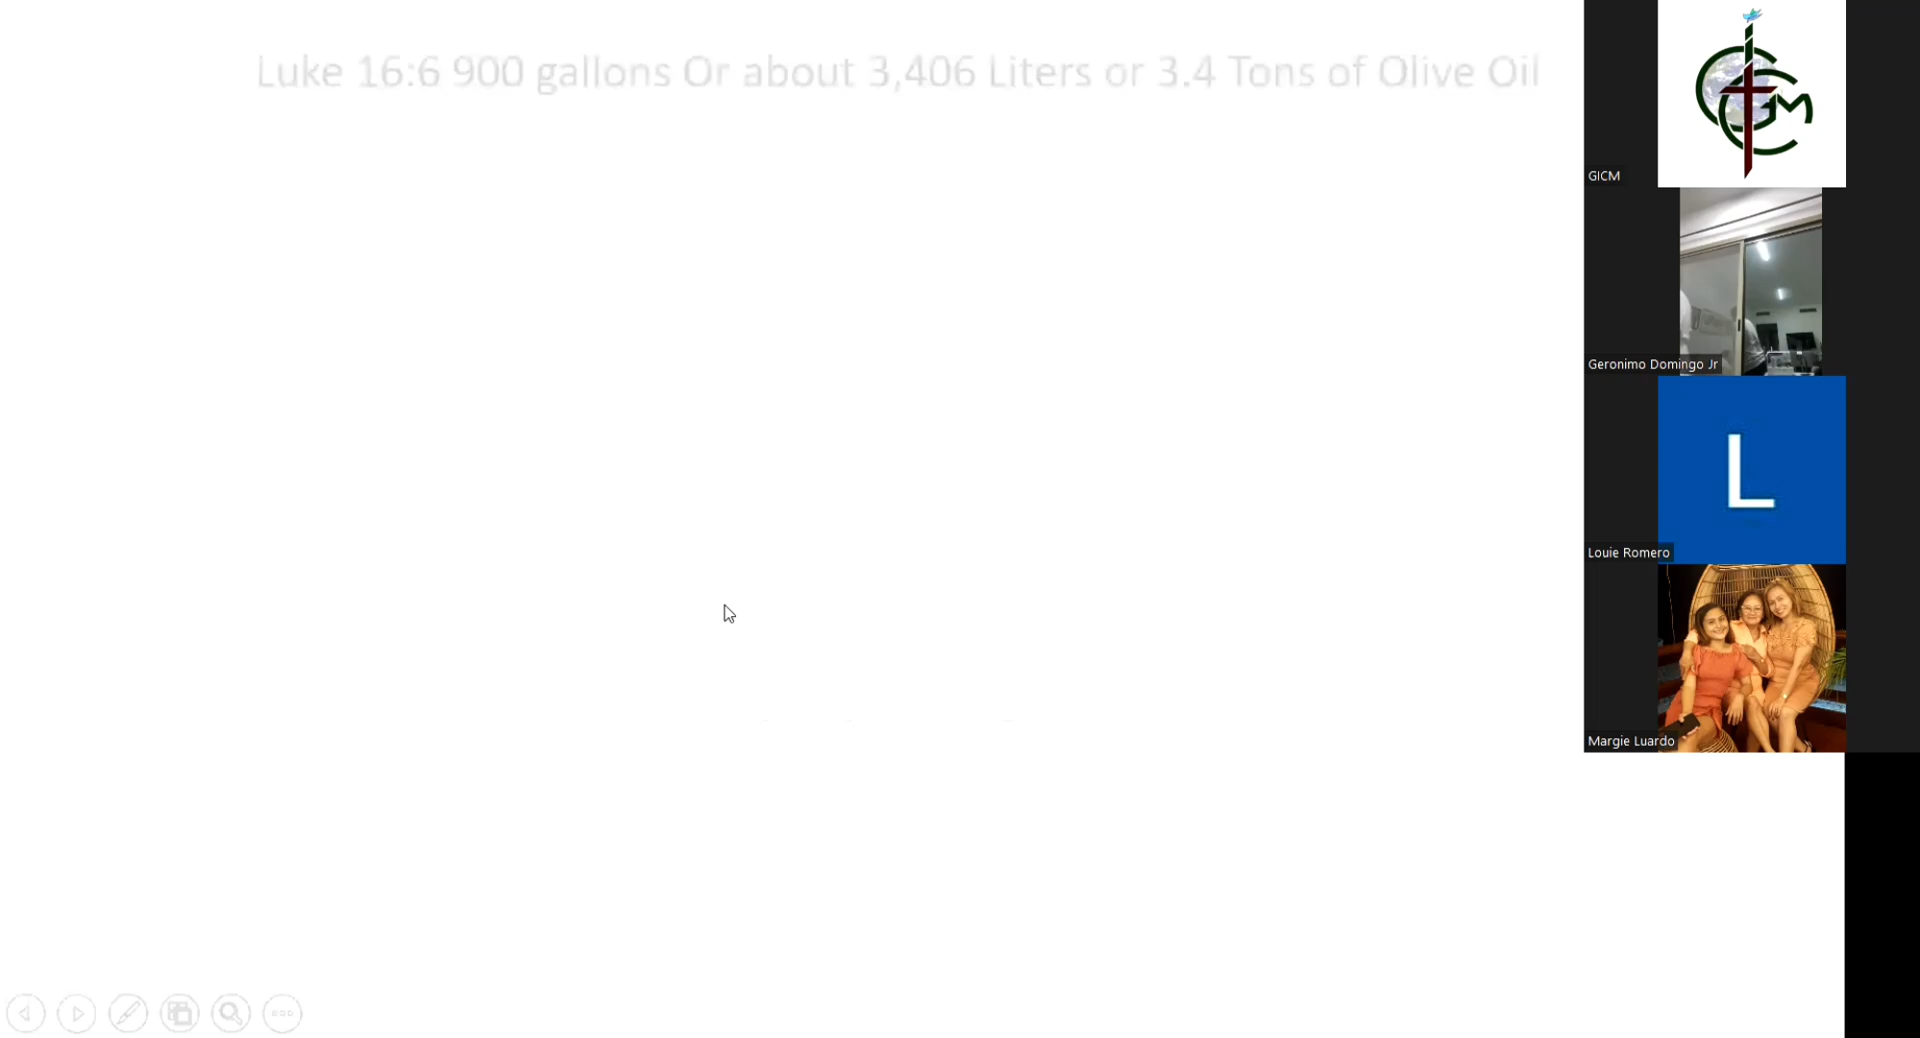 Luke 16:6 900 gallons Or about 3,406 Liters or 3.4 Tons of Olive Oil
GICM
Geronimo Domingo Jr
L
Louie Romero
Margie Luardo